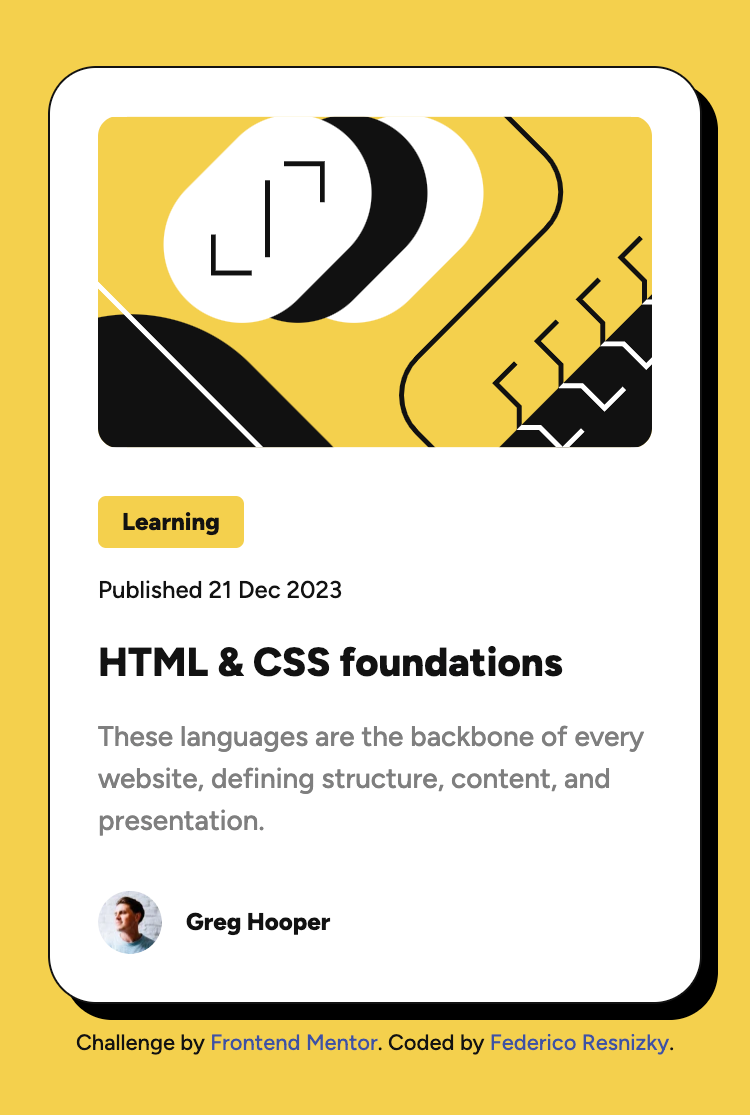 Learning
Published 21 Dec 2023
HTML & CSS foundations
These languages are the backbone of every
website, defining structure, content, and
presentation.
Greg Hooper
Challenge by Frontend Mentor. Coded by Federico Resnizky.